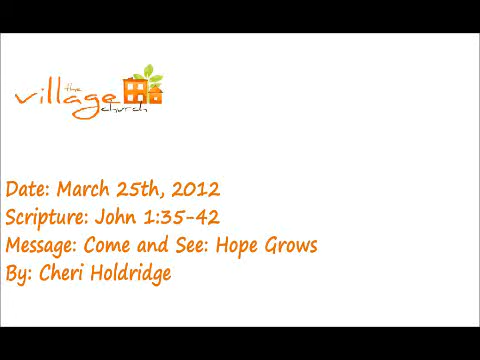 the
village
church
Date: March 25th, 2012
Scripture: John 1:35-42
Message: Come and See: Hope Grows
By: Cheri Holdridge